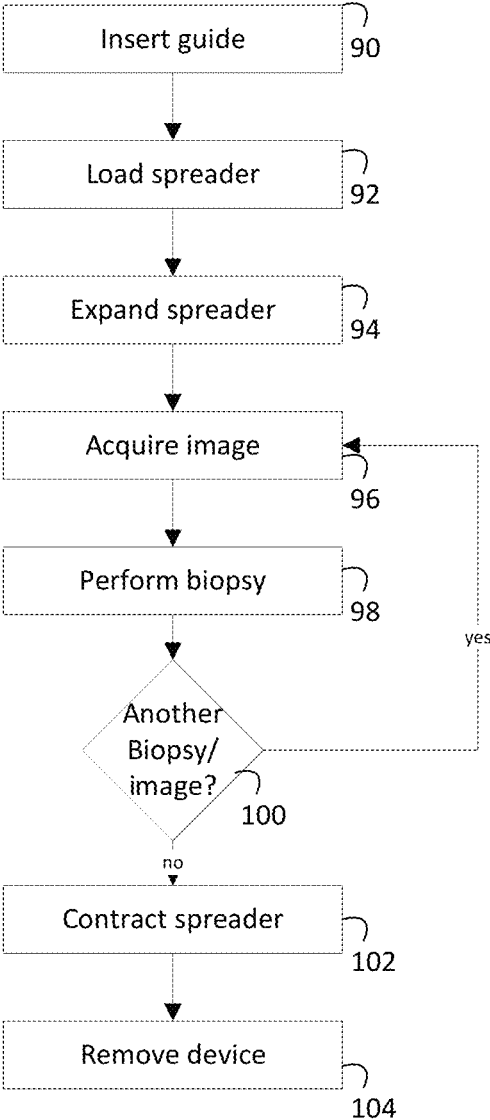 Insert guide
90
Load spreader
92
Expand spreader
94
Acquire image
96
Perform biopsy
98
yes
Another
Biopsy/
image?
100
no
Contract spreader
102
Remove device
104